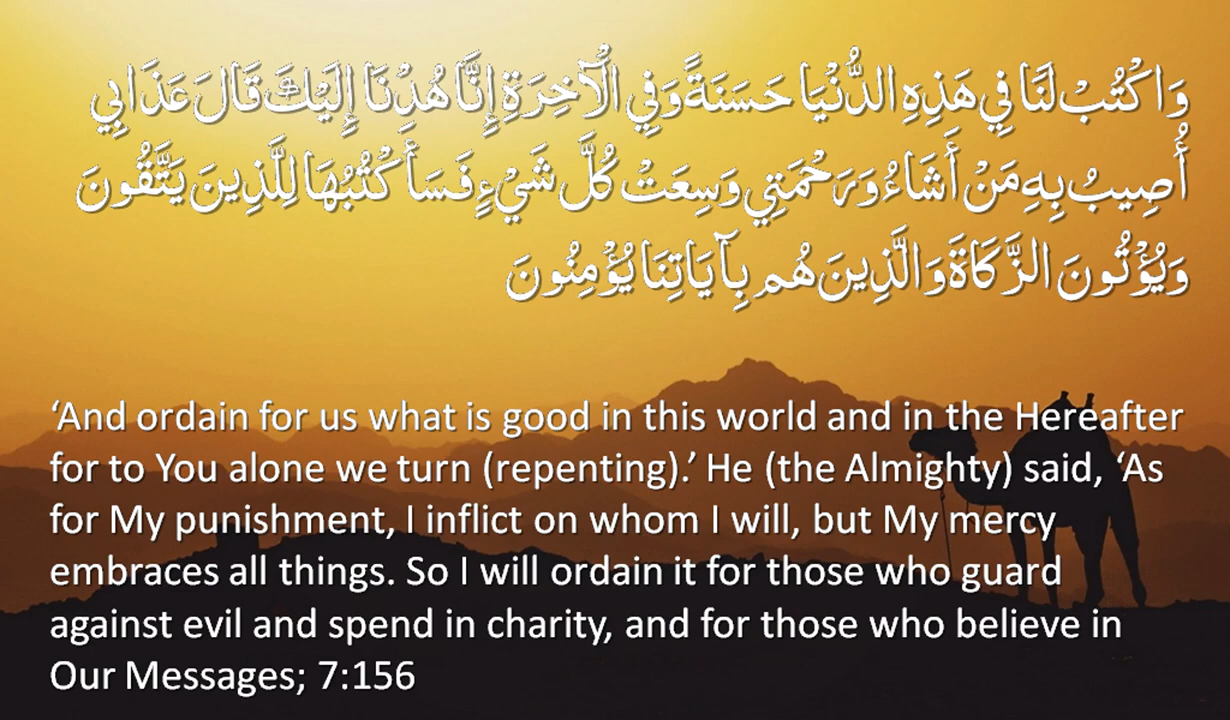 وَاكْتُبْ لَنَا فِي هَذِهِ الدُّنْيَا حَسَنَةً وَفِي الْآخِرَةِ إِنَّا هُدْنَا إِلَيْكَ قَالَ عَذَابِي
أُصِيبُ بِهِ مَنْ أَشَاءُ وَرَحْمَتِي وَسِعَتْ كُلَّ شَيْءٍ فَسَأَكْتُبُهَا لِلَّذِينَ يَتَّقُونَ
وَيُؤْتُونَ الزَّكَاةَ وَالَّذِينَ هُم بِآيَاتِنَا يُؤْمِنُونَ
‘And ordain for us what is good in this world and in the Hereafter
for to You alone we turn (repenting).’ He (the Almighty) said, ‘As
for My punishment, I inflict on whom I will, but My mercy
embraces all things. So I will ordain it for those who guard
against evil and spend in charity, and for those who believe in
Our Messages; 7:156